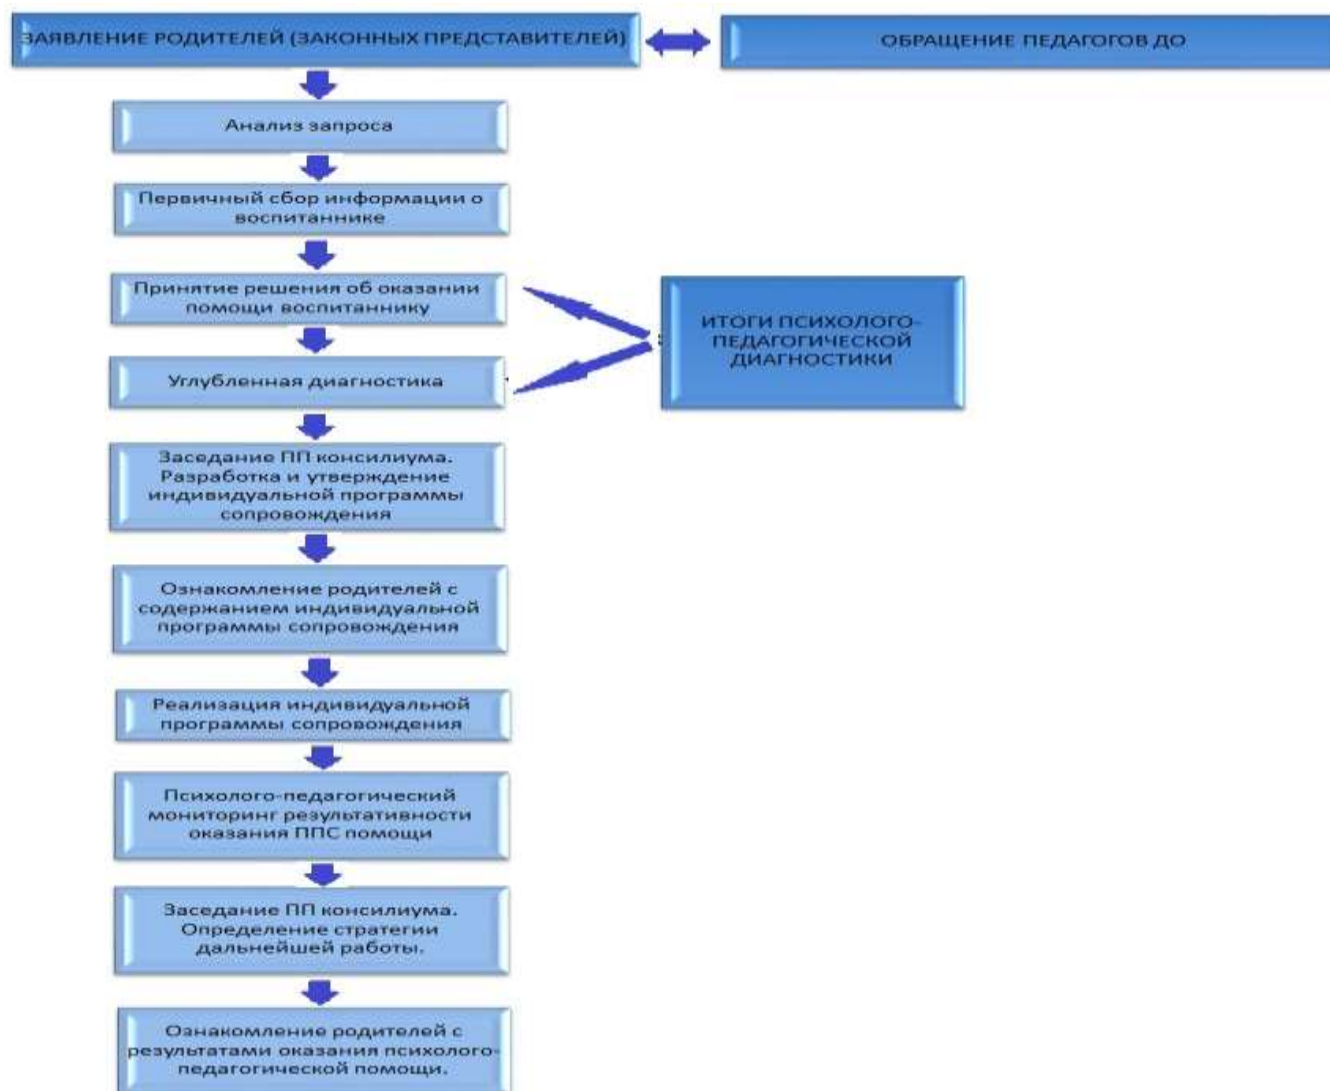 ЗАЯВЛЕНИЕ РОДИТЕЛЕЙ (ЗАКОННЫХ ПРЕДСТАВИТЕЛЕЙ)
ОБРАЩЕНИЕ ПЕДАГОГОВ ДО
Анализ запроса
Первичный сбор информации о
воспитаннике
Принятие решения об оказании
помощи воспитаннику
ИТОГИ ПСИХОЛОГО-
ПЕДАГОГИЧЕСКОЙ
ДИАГНОСТИКИ
Углубленная диагностика
Заседание ПП консилиума.
Разработка и утверждение
индивидуальной программы
сопровождения
Ознакомление родителей с
содержанием индивидуальной
программы сопровождения
Реализация индивидуальной
программы сопровождения
Психолого-педагогический
мониторинг результативности
оказания ППС помощи
Заседание ПП консилиума.
Определение стратегии
дальнейшей работы.
Ознакомление родителей с
результатами оказания психолого-
педагогической помощи.